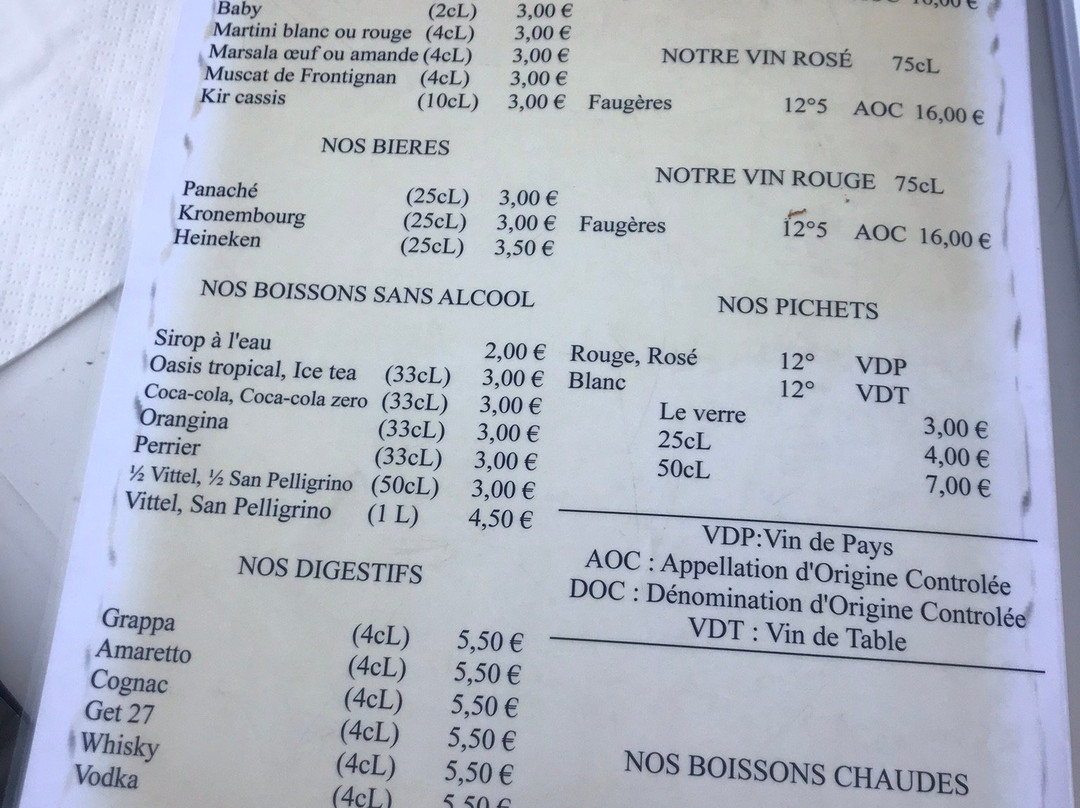 Baby (2cL) 3,00 €
Martini blanc ou rouge (4cL) 3,00 €
Marsala œuf ou amande (4cL) 3,00 €
Muscat de Frontignan (4cL) 3,00 €
Kir cassis (10cL) 3,00 €
NOS BIERES
Panaché (25cL) 3,00 €
Kronembourg (25cL) 3,00 €
Heineken (25cL) 3,50 €
NOS BOISSONS SANS ALCOOL
Sirop à l'eau 2,00 €
Oasis tropical, Ice tea (33cL) 3,00 €
Coca-cola, Coca-cola zero (33cL) 3,00 €
Orangina (33cL) 3,00 €
Perrier (33cL) 3,00 €
½ Vittel, ½ San Pelligrino (50cL) 3,00 €
Vittel, San Pelligrino (1 L) 4,50 €
NOS DIGESTIFS
Grappa (4cL) 5,50 €
Amaretto (4cL) 5,50 €
Cognac (4cL) 5,50 €
Get 27 (4cL) 5,50 €
Whisky (4cL) 5,50 €
Vodka (4cL) 5,50 €
NOTRE VIN ROSÉ 75cL
Faugères 12°5 AOC 16,00 €
NOTRE VIN ROUGE 75cL
Faugères 12°5 AOC 16,00 €
NOS PICHETS
Rouge, Rosé 12° VDP
Blanc 12° VDT
Le verre 3,00 €
25cL 4,00 €
50cL 7,00 €
VDP:Vin de Pays
AOC : Appellation d'Origine Controlée
DOC : Dénomination d'Origine Controlée
VDT : Vin de Table
NOS BOISSONS CHAUDES